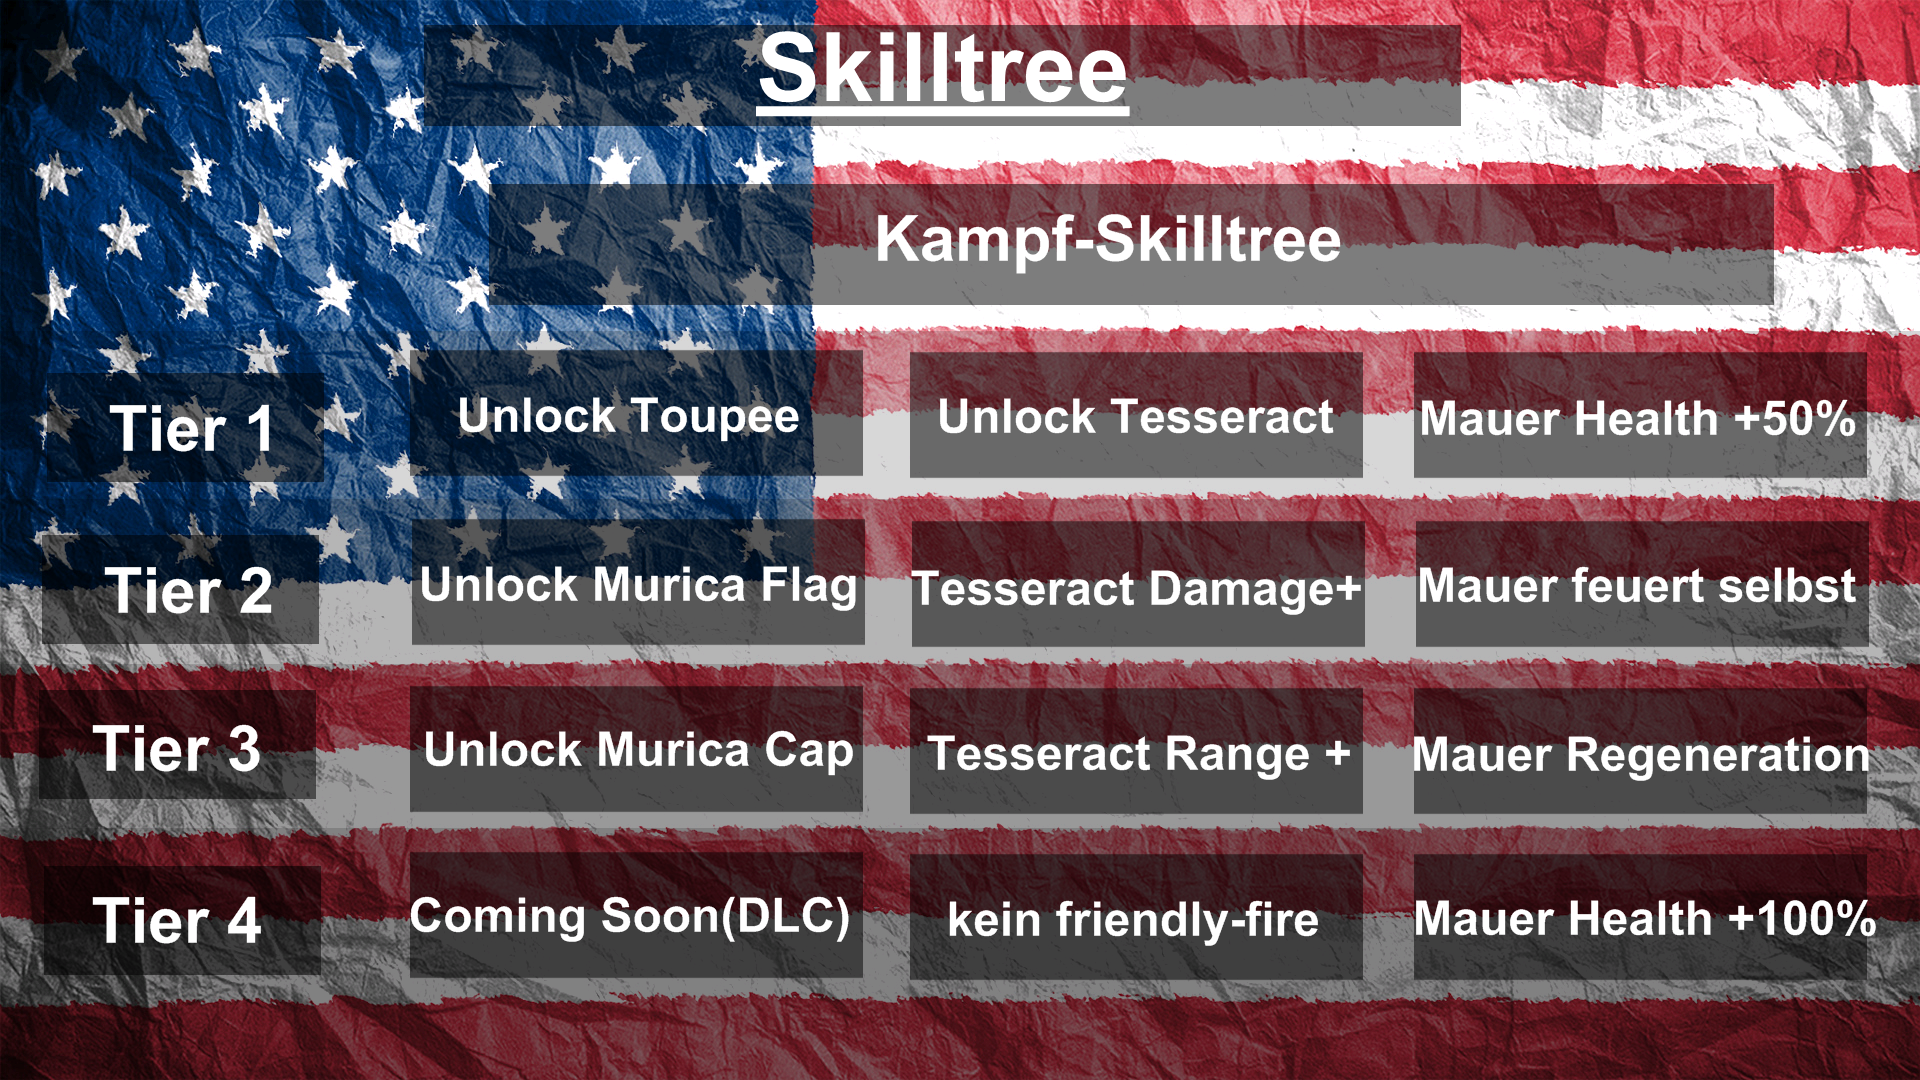 Skilltree
Kampf-Skilltree
Tier 1
Unlock Toupee
Unlock Tesseract
Mauer Health +50%
Tier 2
Unlock Murica Flag
Tesseract Damage+
Mauer feuert selbst
Tier 3
Unlock Murica Cap
Tesseract Range +
Mauer Regeneration
Tier 4
Coming Soon(DLC)
kein friendly-fire
Mauer Health +100%